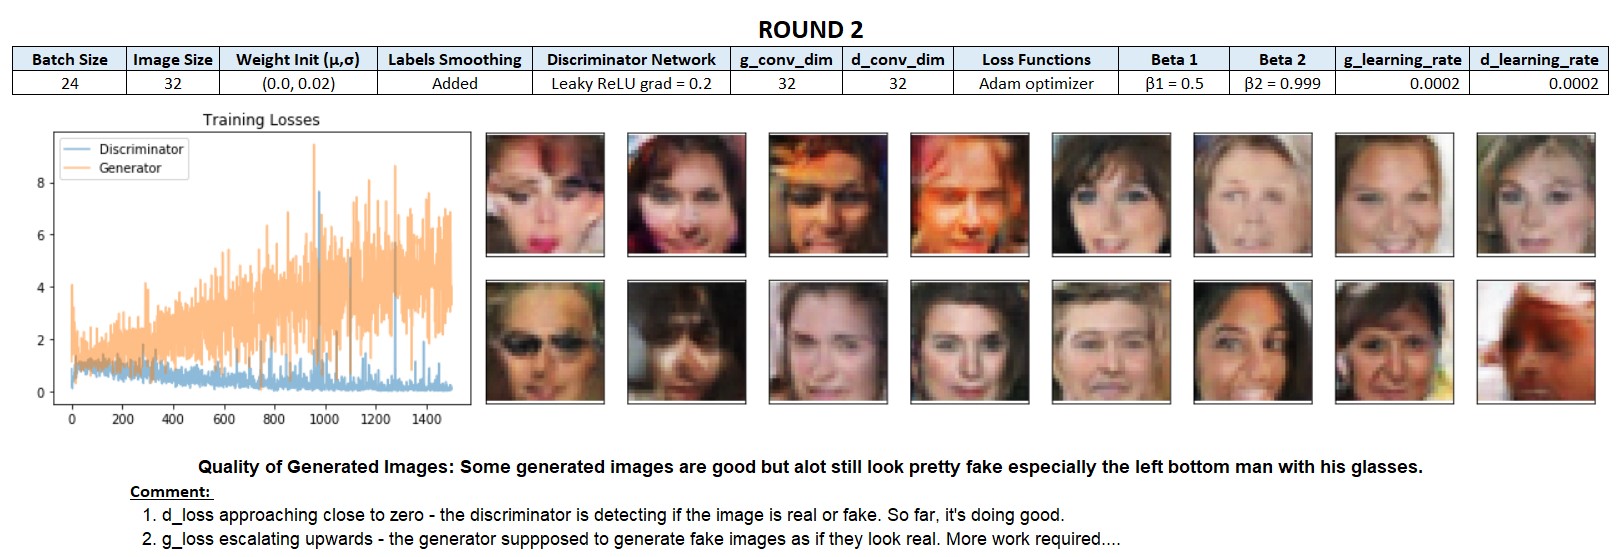 ROUND 2
Batch Size Image Size Weight Init (μ,σ) Labels Smoothing Discriminator Network g_conv_dim d_conv_dim Loss Functions Beta 1 Beta 2 g_learning_rate d_learning_rate
24 32 (0.0, 0.02) Added Leaky ReLU grad = 0.2 32 32 Adam optimizer β1 = 0.5 β2 = 0.999 0.0002 0.0002
Training Losses
Discriminator
Generator
8
6
4
2
0
0 200 400 600 800 1000 1200 1400
Quality of Generated Images: Some generated images are good but alot still look pretty fake especially the left bottom man with his glasses.
Comment:
1. d_loss approaching close to zero - the discriminator is detecting if the image is real or fake. So far, it's doing good.
2. g_loss escalating upwards - the generator suppposed to generate fake images as if they look real. More work required....